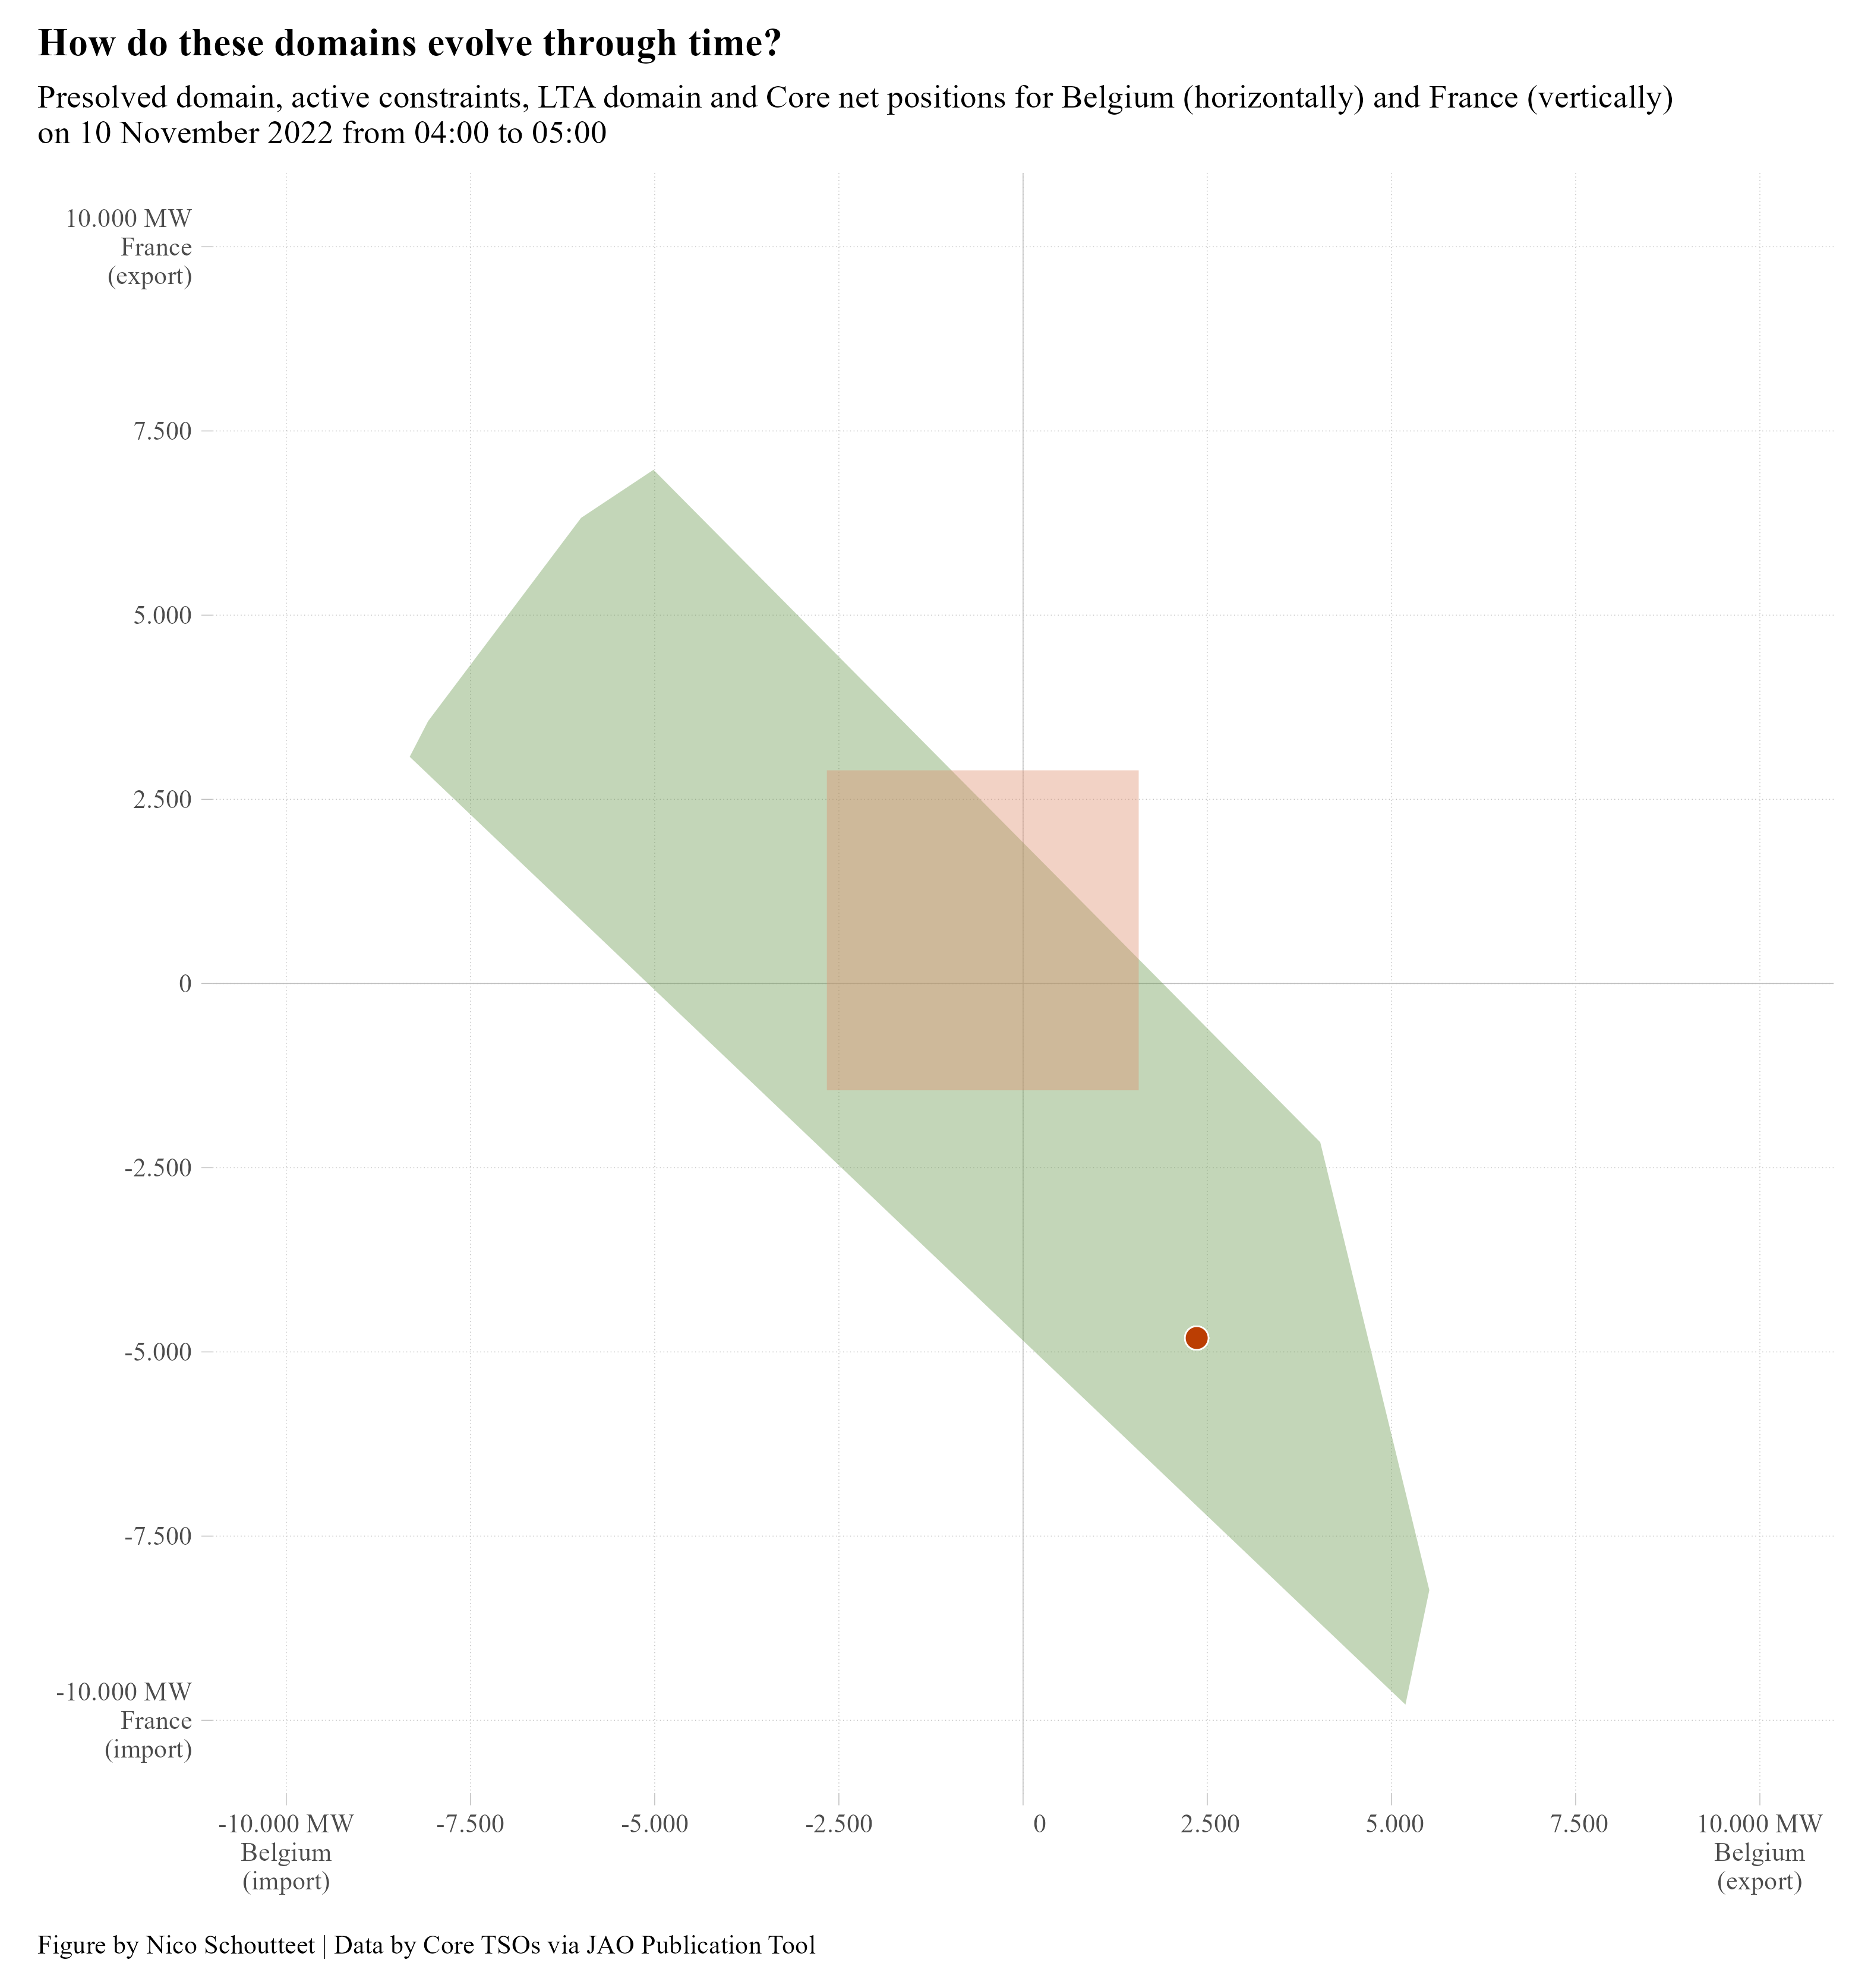 How do these domains evolve through time?
Presolved domain, active constraints, LTA domain and Core net positions for Belgium (horizontally) and France (vertically)
on 10 November 2022 from 04:00 to 05:00
10.000 MW
France
(export)
7.500
5.000
2.500
0
-2.500
-5.000
-7.500
-10.000 MW
France
(import)
-10.000 MW
Belgium
(import)
-7.500
-5.000
-2.500
0
2.500
5.000
7.500
10.000 MW
Belgium
(export)
Figure by Nico Schoutteet | Data by Core TSOs via JAO Publication Tool